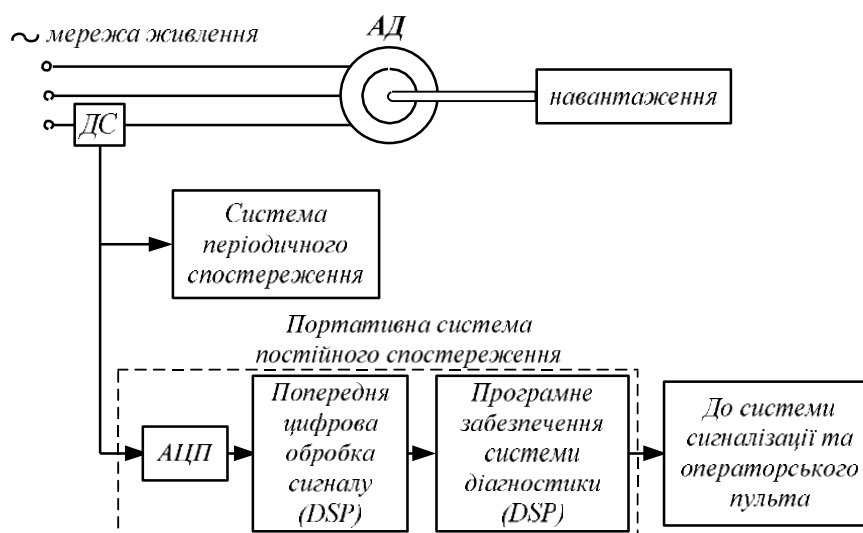 АД
~ мережа живлення
навантаження
ДС
Система
періодичного
спостереження
Портативна система
постійного спостереження
АЦП
Попередня
цифрова
обробка
сигналу
(DSP)
Програмне
забезпечення
системи
діагностики
(DSP)
До системи
сигналізації та
операторського
пульта